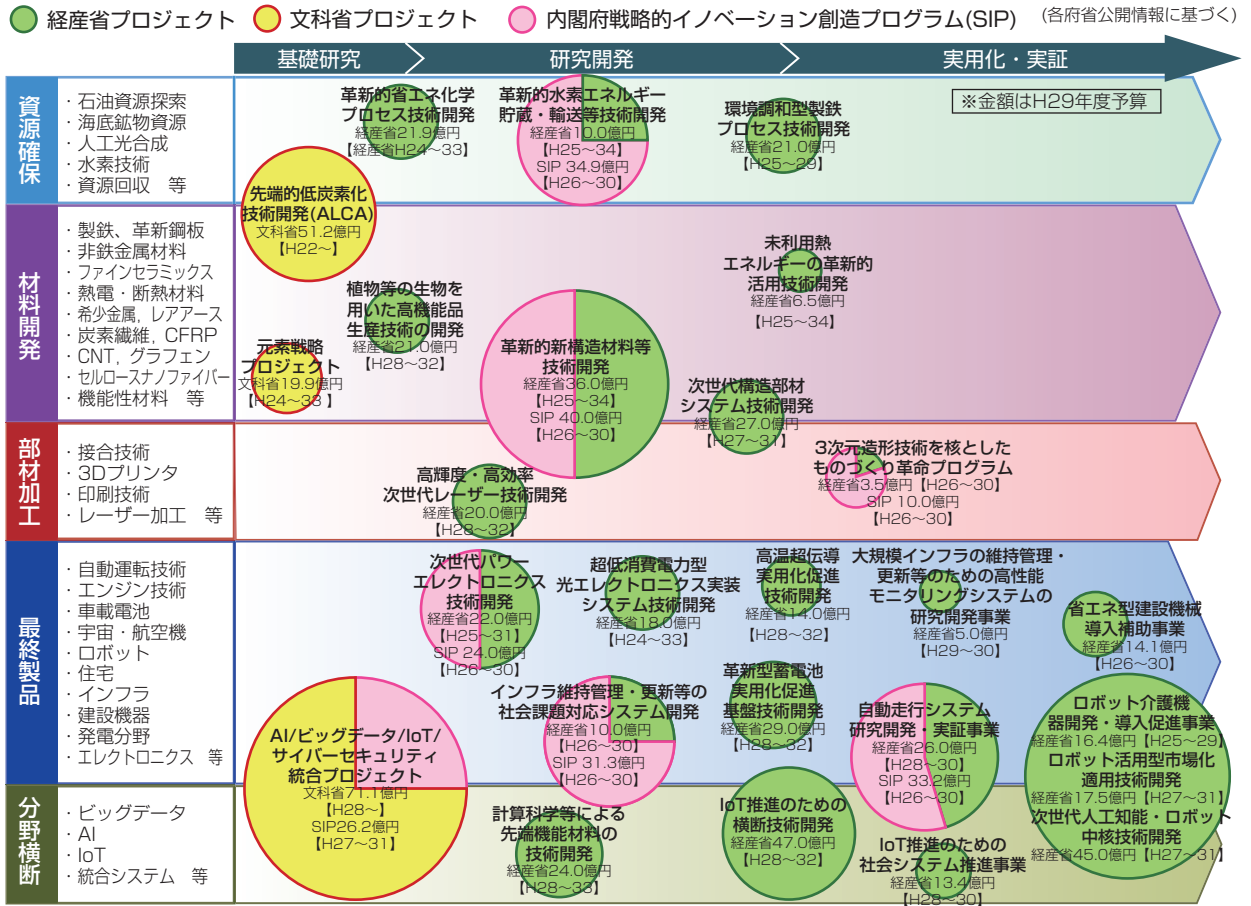 経産省プロジェクト 文科省プロジェクト 内閣府戦略的イノベーション創造プログラム(SIP) (各府省公開情報に基づく)
基礎研究 研究開発 実用化・実証
※金額はH29年度予算
資源確保
・石油資源探索
・海底鉱物資源
・人工光合成
・水素技術
・資源回収 等
革新的省エネ化学
プロセス技術開発
経産省21.9億円
【経産省H24～33】
革新的水素エネルギー
貯蔵・輸送等技術開発
経産省10.0億円
【H25～34】
SIP 34.9億円
【H26～30】
環境調和型製鉄
プロセス技術開発
経産省21.0億円
【H25～29】
先端的低炭素化
技術開発(ALCA)
文科省51.2億円
【H22～】
材料開発
・製鉄、革新鋼板
・非鉄金属材料
・ファインセラミックス
・熱電・断熱材料
・希少金属，レアアース
・炭素繊維，CFRP
・CNT，グラフェン
・セルロースナノファイバー
・機能性材料 等
植物等の生物を
用いた高機能品
生産技術の開発
経産省21.0億円
【H28～32】
元素戦略
プロジェクト
文科省19.9億円
【H24～33 】
革新的新構造材料等
技術開発
経産省36.0億円
【H25～34】
SIP 40.0億円
【H26～30】
未利用熱
エネルギーの革新的
活用技術開発
経産省6.5億円
【H25～34】
次世代構造部材
システム技術開発
経産省27.0億円
【H27～31】
部材加工
・接合技術
・3Dプリンタ
・印刷技術
・レーザー加工 等
高輝度・高効率
次世代レーザー技術開発
経産省20.0億円
【H28～32】
3次元造形技術を核とした
ものづくり革命プログラム
経産省3.5億円【H26～30】
SIP 10.0億円
【H26～30】
最終製品
・自動運転技術
・エンジン技術
・車載電池
・宇宙・航空機
・ロボット
・住宅
・インフラ
・建設機器
・発電分野
・エレクトロニクス 等
次世代パワー
エレクトロニクス
技術開発
経産省22.0億円
【H25～31】
SIP 24.0億円
【H26～30】
超低消費電力型
光エレクトロニクス実装
システム技術開発
経産省18.0億円
【H24～33】
高温超伝導
実用化促進
技術開発
経産省14.0億円
【H28～32】
大規模インフラの維持管理・
更新等のための高性能
モニタリングシステムの
研究開発事業
経産省5.0億円
【H29～30】
省エネ型建設機械
導入補助事業
経産省14.1億円
【H26～30】
AI/ビッグデータ/IoT/
サイバーセキュリティ
統合プロジェクト
文科省71.1億円
【H28～】
SIP26.2億円
【H27～31】
インフラ維持管理・更新等の
社会課題対応システム開発
経産省10.0億円
【H26～30】
SIP 31.3億円
【H26～30】
革新型蓄電池
実用化促進
基盤技術開発
経産省29.0億円
【H28～32】
自動走行システム
研究開発・実証事業
経産省26.0億円
【H28～30】
SIP 33.2億円
【H26～30】
ロボット介護機
器開発・導入促進事業
経産省16.4億円【H25～29】
ロボット活用型市場化
適用技術開発
経産省17.5億円【H27～31】
次世代人工知能・ロボット
中核技術開発
経産省45.0億円【H27～31】
分野横断
・ビッグデータ
・AI
・IoT
・統合システム 等
計算科学等による
先端機能材料の
技術開発
経産省24.0億円
【H28～33】
IoT推進のための
横断技術開発
経産省47.0億円
【H28～32】
IoT推進のための
社会システム推進事業
経産省13.4億円
【H28～30】